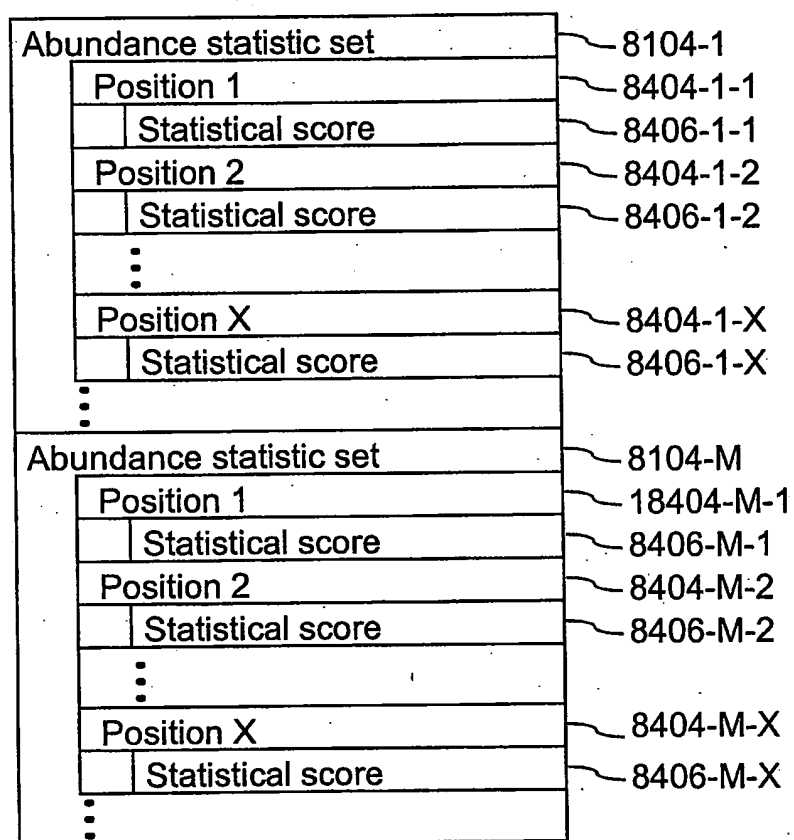 Abundance statistic set 8104-1
Position 1 8404-1-1
Statistical score 8406-1-1
Position 2 8404-1-2
Statistical score 8406-1-2
Position X 8404-1-X
Statistical score 8406-1-X
Abundance statistic set 8104-M
Position 1 18404-M-1
Statistical score 8406-M-1
Position 2 8404-M-2
Statistical score 8406-M-2
Position X 8404-M-X
Statistical score 8406-M-X